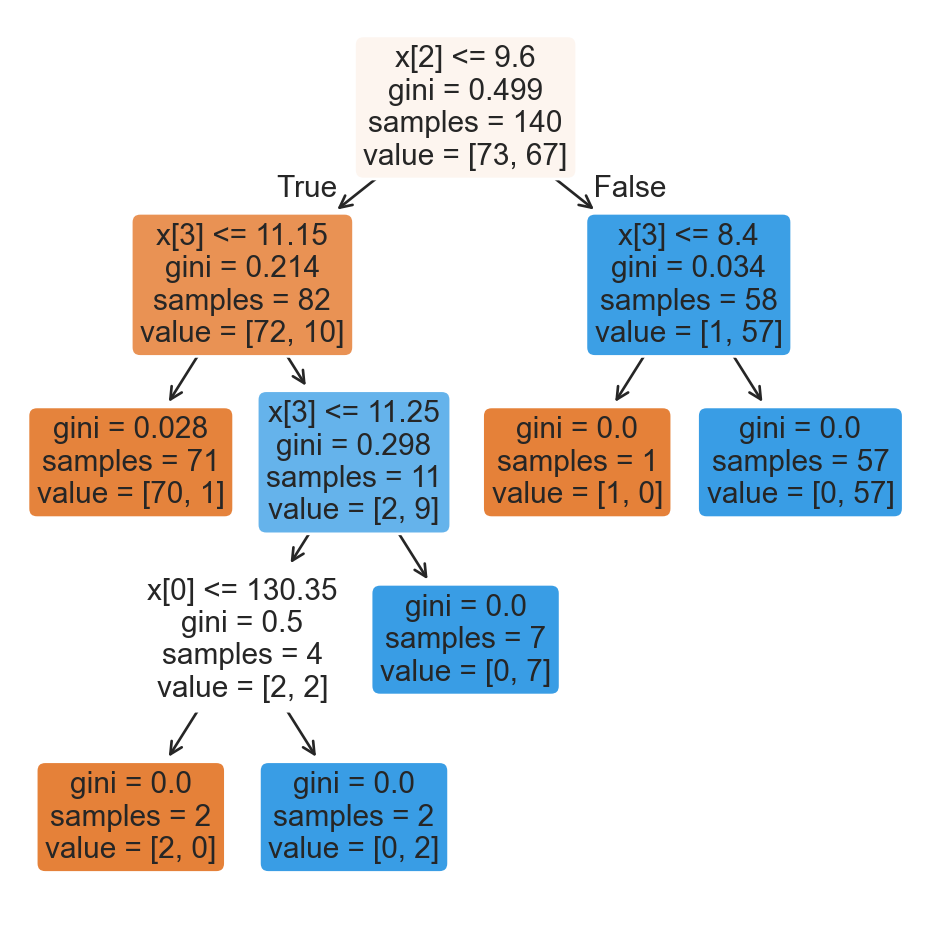 x[2] <= 9.6
gini = 0.499
samples = 140
value = [73, 67]
True
False
x[3] <= 11.15
gini = 0.214
samples = 82
value = [72, 10]
x[3] <= 8.4
gini = 0.034
samples = 58
value = [1, 57]
gini = 0.028
samples = 71
value = [70, 1]
x[3] <= 11.25
gini = 0.298
samples = 11
value = [2, 9]
gini = 0.0
samples = 1
value = [1, 0]
gini = 0.0
samples = 57
value = [0, 57]
x[0] <= 130.35
gini = 0.5
samples = 4
value = [2, 2]
gini = 0.0
samples = 7
value = [0, 7]
gini = 0.0
samples = 2
value = [2, 0]
gini = 0.0
samples = 2
value = [0, 2]